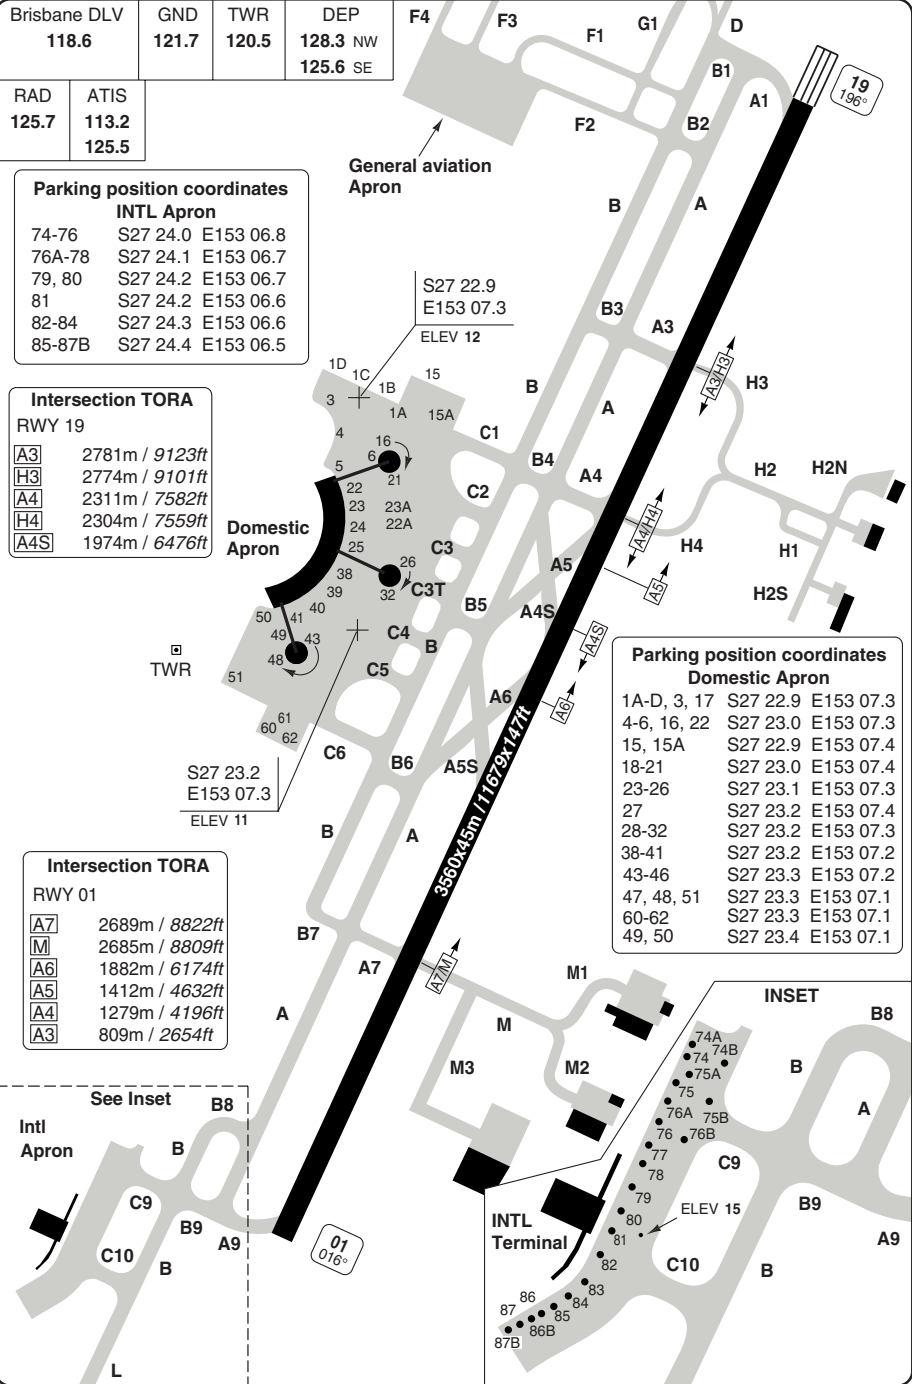 Brisbane DLV
118.6
GND
121.7
TWR
120.5
DEP
128.3 NW
125.6 SE
RAD
125.7
ATIS
113.2
125.5
F4
F3
F1
G1
D
B1
A1
19
196°
F2
B2
General aviation
Apron
Parking position coordinates
INTL Apron
74-76 S27 24.0 E153 06.8
76A-78 S27 24.1 E153 06.7
79, 80 S27 24.2 E153 06.7
81 S27 24.2 E153 06.6
82-84 S27 24.3 E153 06.6
85-87B S27 24.4 E153 06.5
B
A
S27 22.9
E153 07.3
ELEV 12
B3
A3
A3/H3
H3
Intersection TORA
RWY 19
A3 2781m / 9123ft
H3 2774m / 9101ft
A4 2311m / 7582ft
H4 2304m / 7559ft
A4S 1974m / 6476ft
1D
1C
1B
15
3
1A
15A
4
16
6
21
5
22
23
23A
24
22A
25
26
38
39
32
40
41
50
49
43
48
51
61
60
62
Domestic
Apron
TWR
B
A
C1
B4
A4
C2
C3
C3T
A5
A4/H4
H4
H2
H2N
H1
H2S
A5
B5
A4S
A4S
C4
B
C5
A6
A6
C6
B6
A5S
S27 23.2
E153 07.3
ELEV 11
3560x45m / 11679x147ft
Parking position coordinates
Domestic Apron
1A-D, 3, 17 S27 22.9 E153 07.3
4-6, 16, 22 S27 23.0 E153 07.3
15, 15A S27 22.9 E153 07.4
18-21 S27 23.0 E153 07.4
23-26 S27 23.1 E153 07.3
27 S27 23.2 E153 07.4
28-32 S27 23.2 E153 07.3
38-41 S27 23.2 E153 07.2
43-46 S27 23.3 E153 07.2
47, 48, 51 S27 23.3 E153 07.1
60-62 S27 23.3 E153 07.1
49, 50 S27 23.4 E153 07.1
B
A
Intersection TORA
RWY 01
A7 2689m / 8822ft
M 2685m / 8809ft
A6 1882m / 6174ft
A5 1412m / 4632ft
A4 1279m / 4196ft
A3 809m / 2654ft
B7
A7
A7/M
A
M1
M
M3
M2
See Inset
Intl
Apron
B8
B
C9
B9
A9
C10
B
L
01
016°
INSET
B8
74A
74
74B
75A
75
76A
75B
76
76B
77
78
79
80
81
82
83
84
85
86
86B
87
87B
B
A
C9
B9
A9
ELEV 15
INTL
Terminal
C10
B